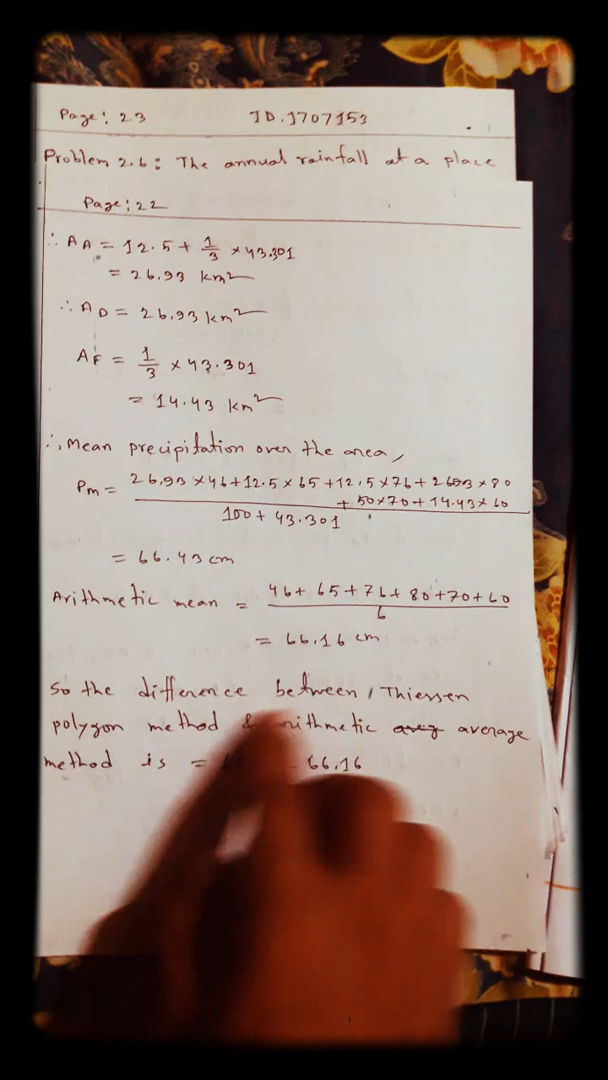 Page: 23 ID.1707153
Problem 2.6: The annual rainfall at a place
Page: 22
∴ A_A = 12.5 + 1/3 × 43.301
= 26.93 km²
∴ A_D = 26.93 km²
A_F = 1/3 × 43.301
= 14.43 km²
∴ Mean precipitation over the area,
P_m = (26.93 × 46 + 12.5 × 65 + 12.5 × 76 + 26.93 × 80
+ 50×70 + 14.43×60) / (100 + 43.301)
= 66.43 cm
Arithmetic mean = (46 + 65 + 76 + 80 + 70 + 60) / 6
= 66.16 cm
So the difference between, Thiessen
polygon method average
method is = 66.16